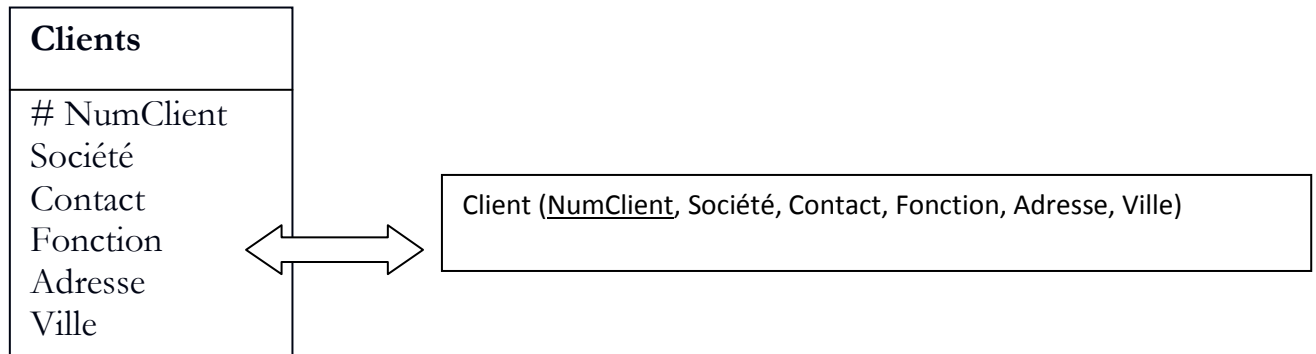 Clients
# NumClient
Société
Contact
Fonction
Adresse
Ville
Client (NumClient, Société, Contact, Fonction, Adresse, Ville)